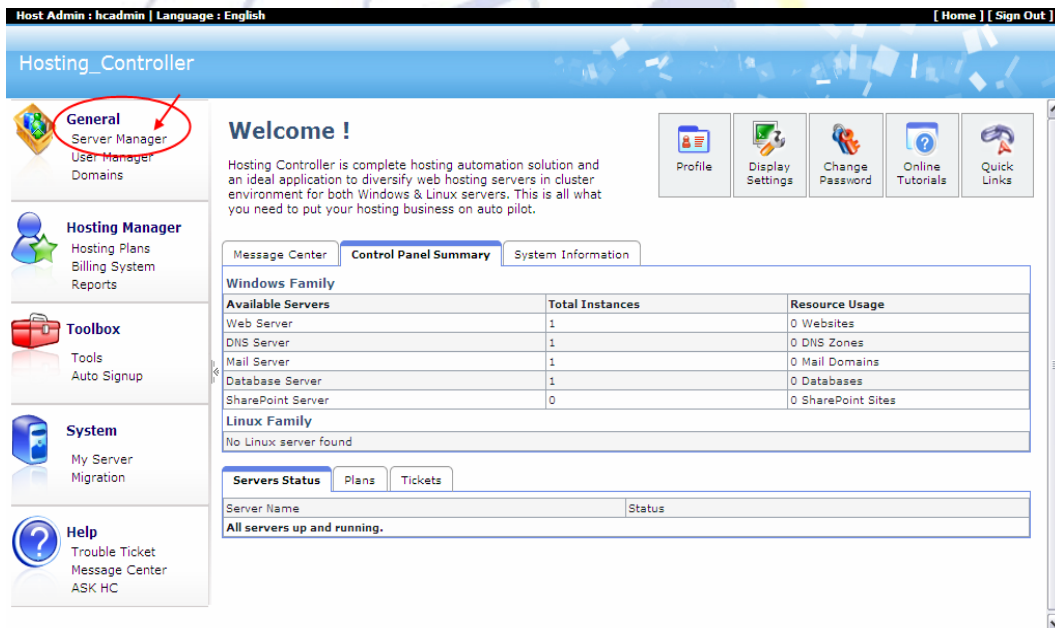 Host Admin : hcadmin | Language : English
[ Home ] [ Sign Out ]
Hosting_Controller
General
Server Manager
User Manager
Domains
Hosting Manager
Hosting Plans
Billing System
Reports
Toolbox
Tools
Auto Signup
System
My Server
Migration
Help
Trouble Ticket
Message Center
ASK HC
Welcome !
Hosting Controller is complete hosting automation solution and
an ideal application to diversify web hosting servers in cluster
environment for both Windows & Linux servers. This is all what
you need to put your hosting business on auto pilot.
Profile
Display
Settings
Change
Password
Online
Tutorials
Quick
Links
Message Center Control Panel Summary System Information
Windows Family
Available Servers Total Instances Resource Usage
Web Server 1 0 Websites
DNS Server 1 0 DNS Zones
Mail Server 1 0 Mail Domains
Database Server 1 0 Databases
SharePoint Server 0 0 SharePoint Sites
Linux Family
No Linux server found
Servers Status Plans Tickets
Server Name Status
All servers up and running.